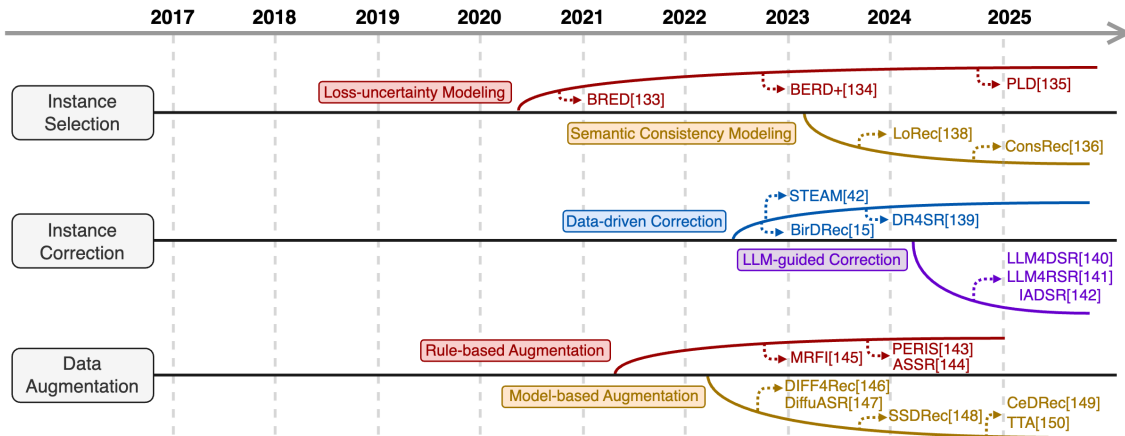 2017 2018 2019 2020 2021 2022 2023 2024 2025
Instance
Selection
Loss-uncertainty Modeling
BRED[133]
BERD+[134]
PLD[135]
Semantic Consistency Modeling
LoRec[138]
ConsRec[136]
Instance
Correction
Data-driven Correction
STEAM[42]
BirDRec[15]
DR4SR[139]
LLM-guided Correction
LLM4DSR[140]
LLM4RSR[141]
IADSR[142]
Data
Augmentation
Rule-based Augmentation
MRFI[145]
PERIS[143]
ASSR[144]
Model-based Augmentation
DIFF4Rec[146]
DiffuASR[147]
SSDRec[148]
CeDRec[149]
TTA[150]